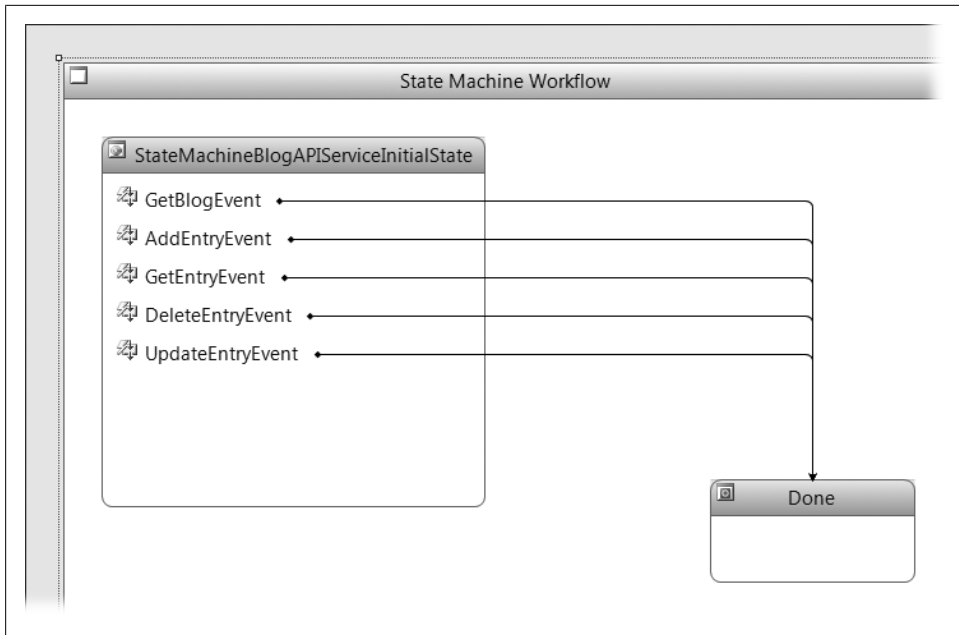 State Machine Workflow
StateMachineBlogAPIServiceInitialState
GetBlogEvent
AddEntryEvent
GetEntryEvent
DeleteEntryEvent
UpdateEntryEvent
Done